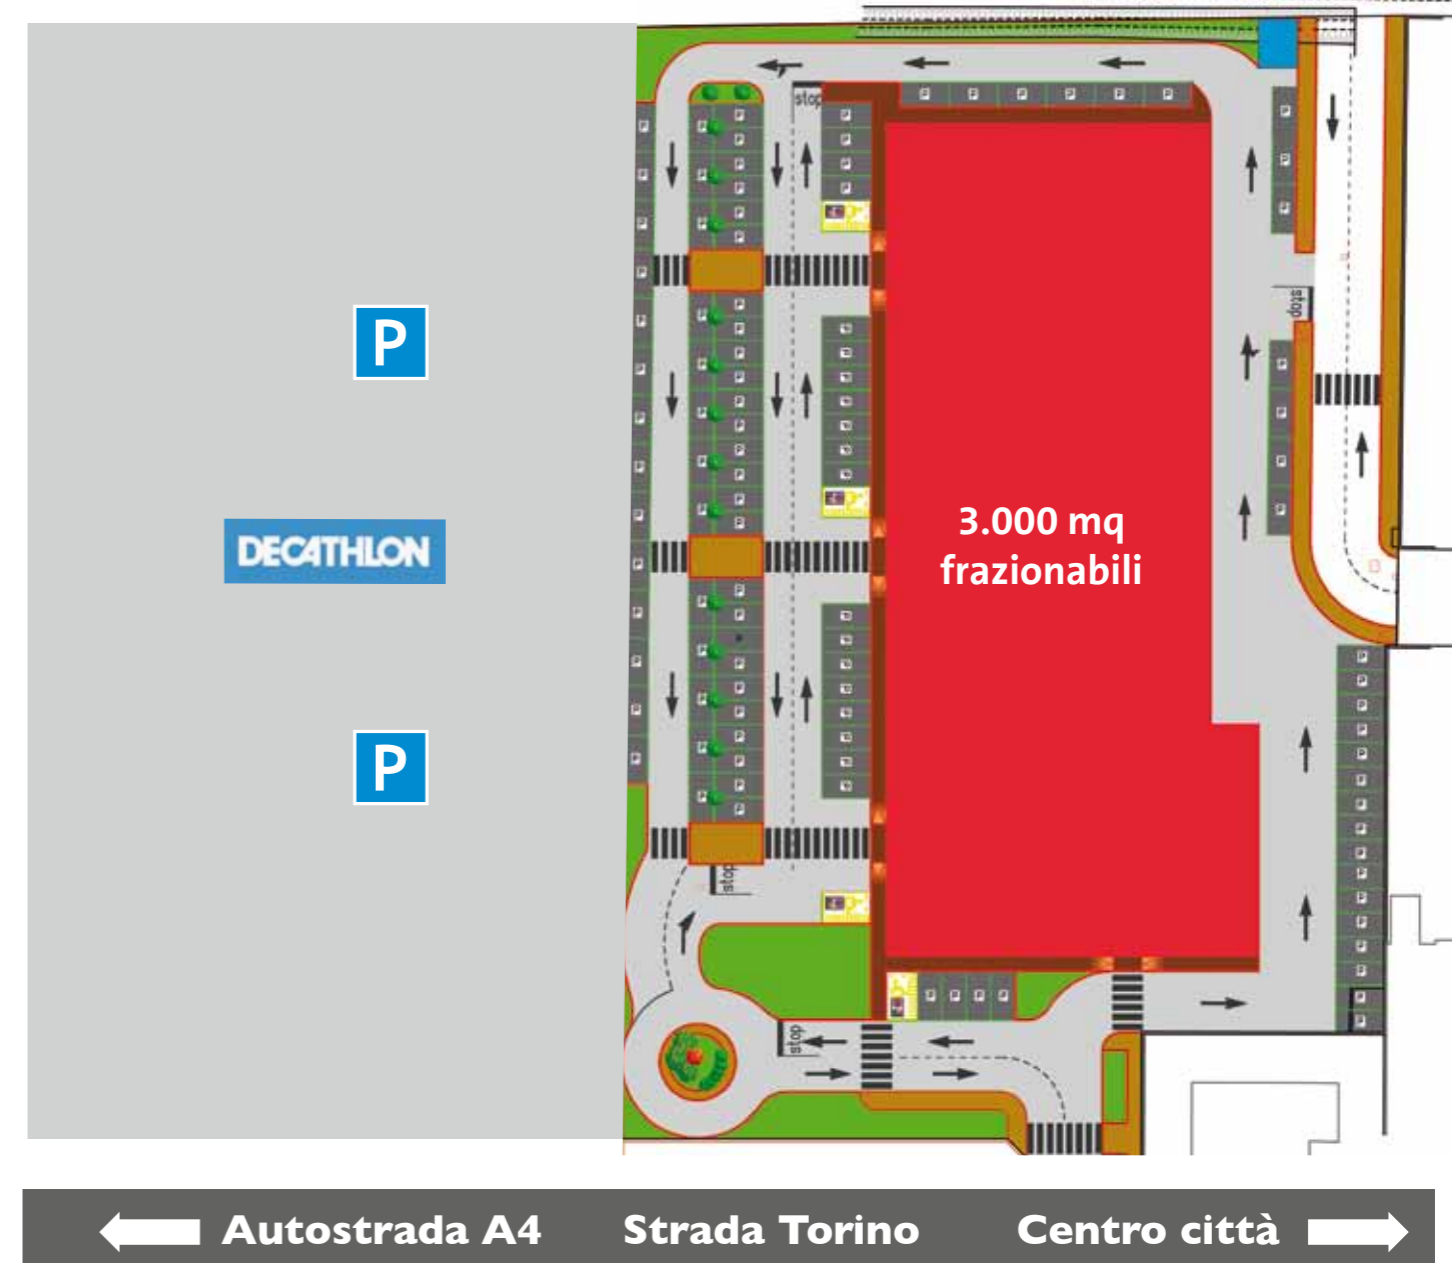 stop
P
stop
DECATHLON
3.000 mq
frazionabili
P
stop
stop
Autostrada A4 Strada Torino Centro città